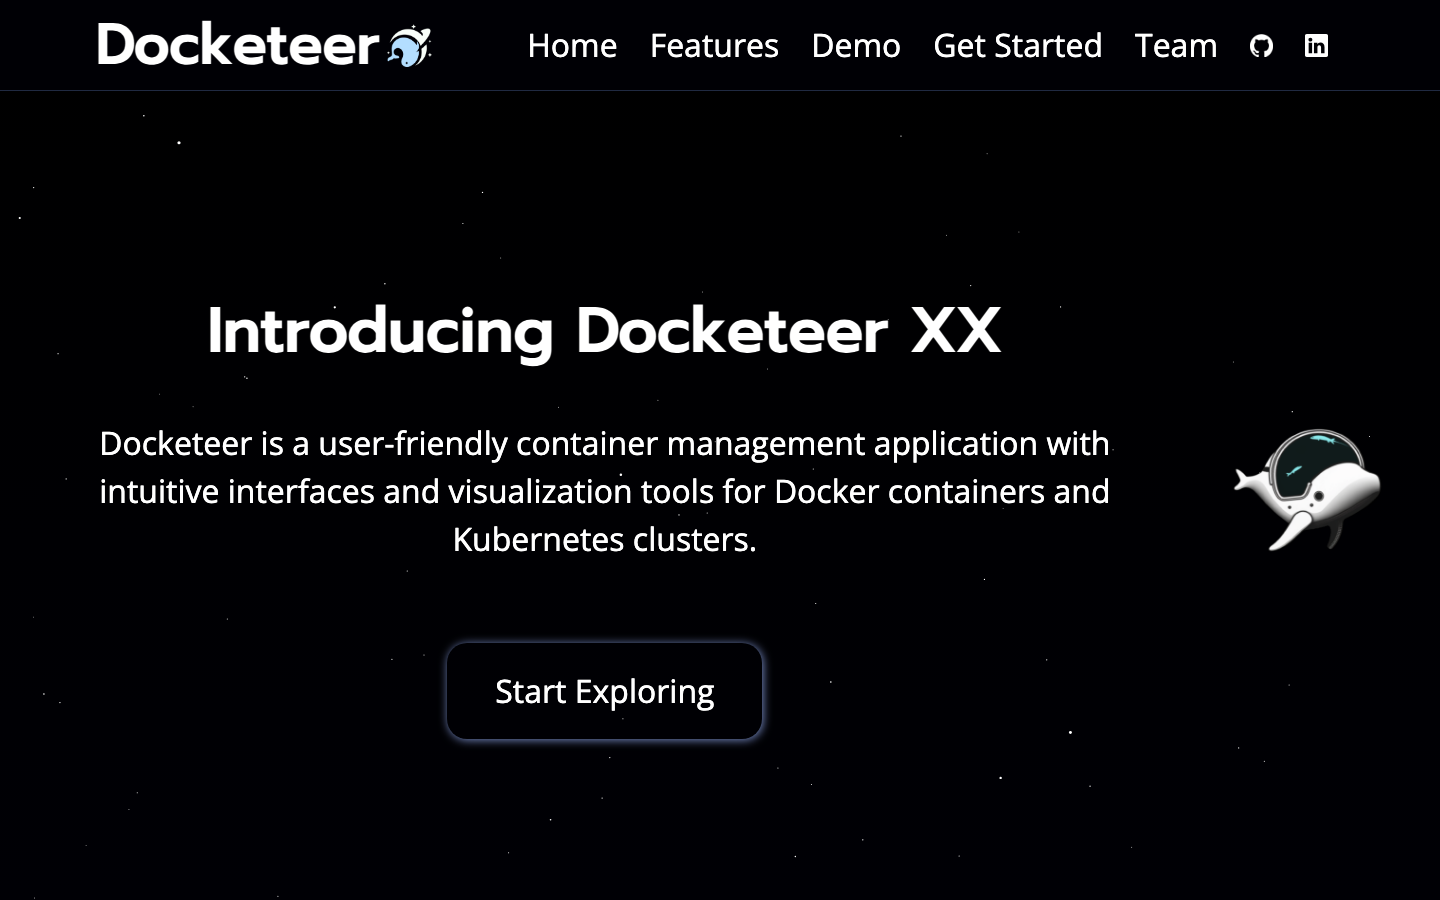 Docketeer
Home Features Demo Get Started Team
Introducing Docketeer XX
Docketeer is a user-friendly container management application with
intuitive interfaces and visualization tools for Docker containers and
Kubernetes clusters.
Start Exploring